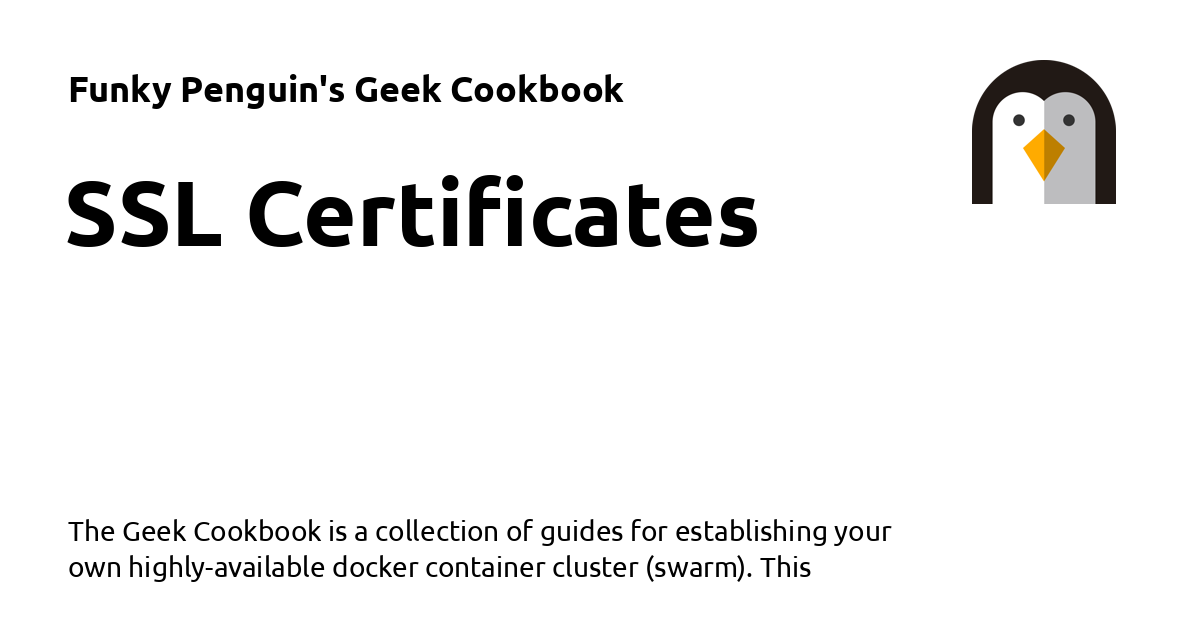 Funky Penguin's Geek Cookbook
SSL Certificates
The Geek Cookbook is a collection of guides for establishing your
own highly-available docker container cluster (swarm). This